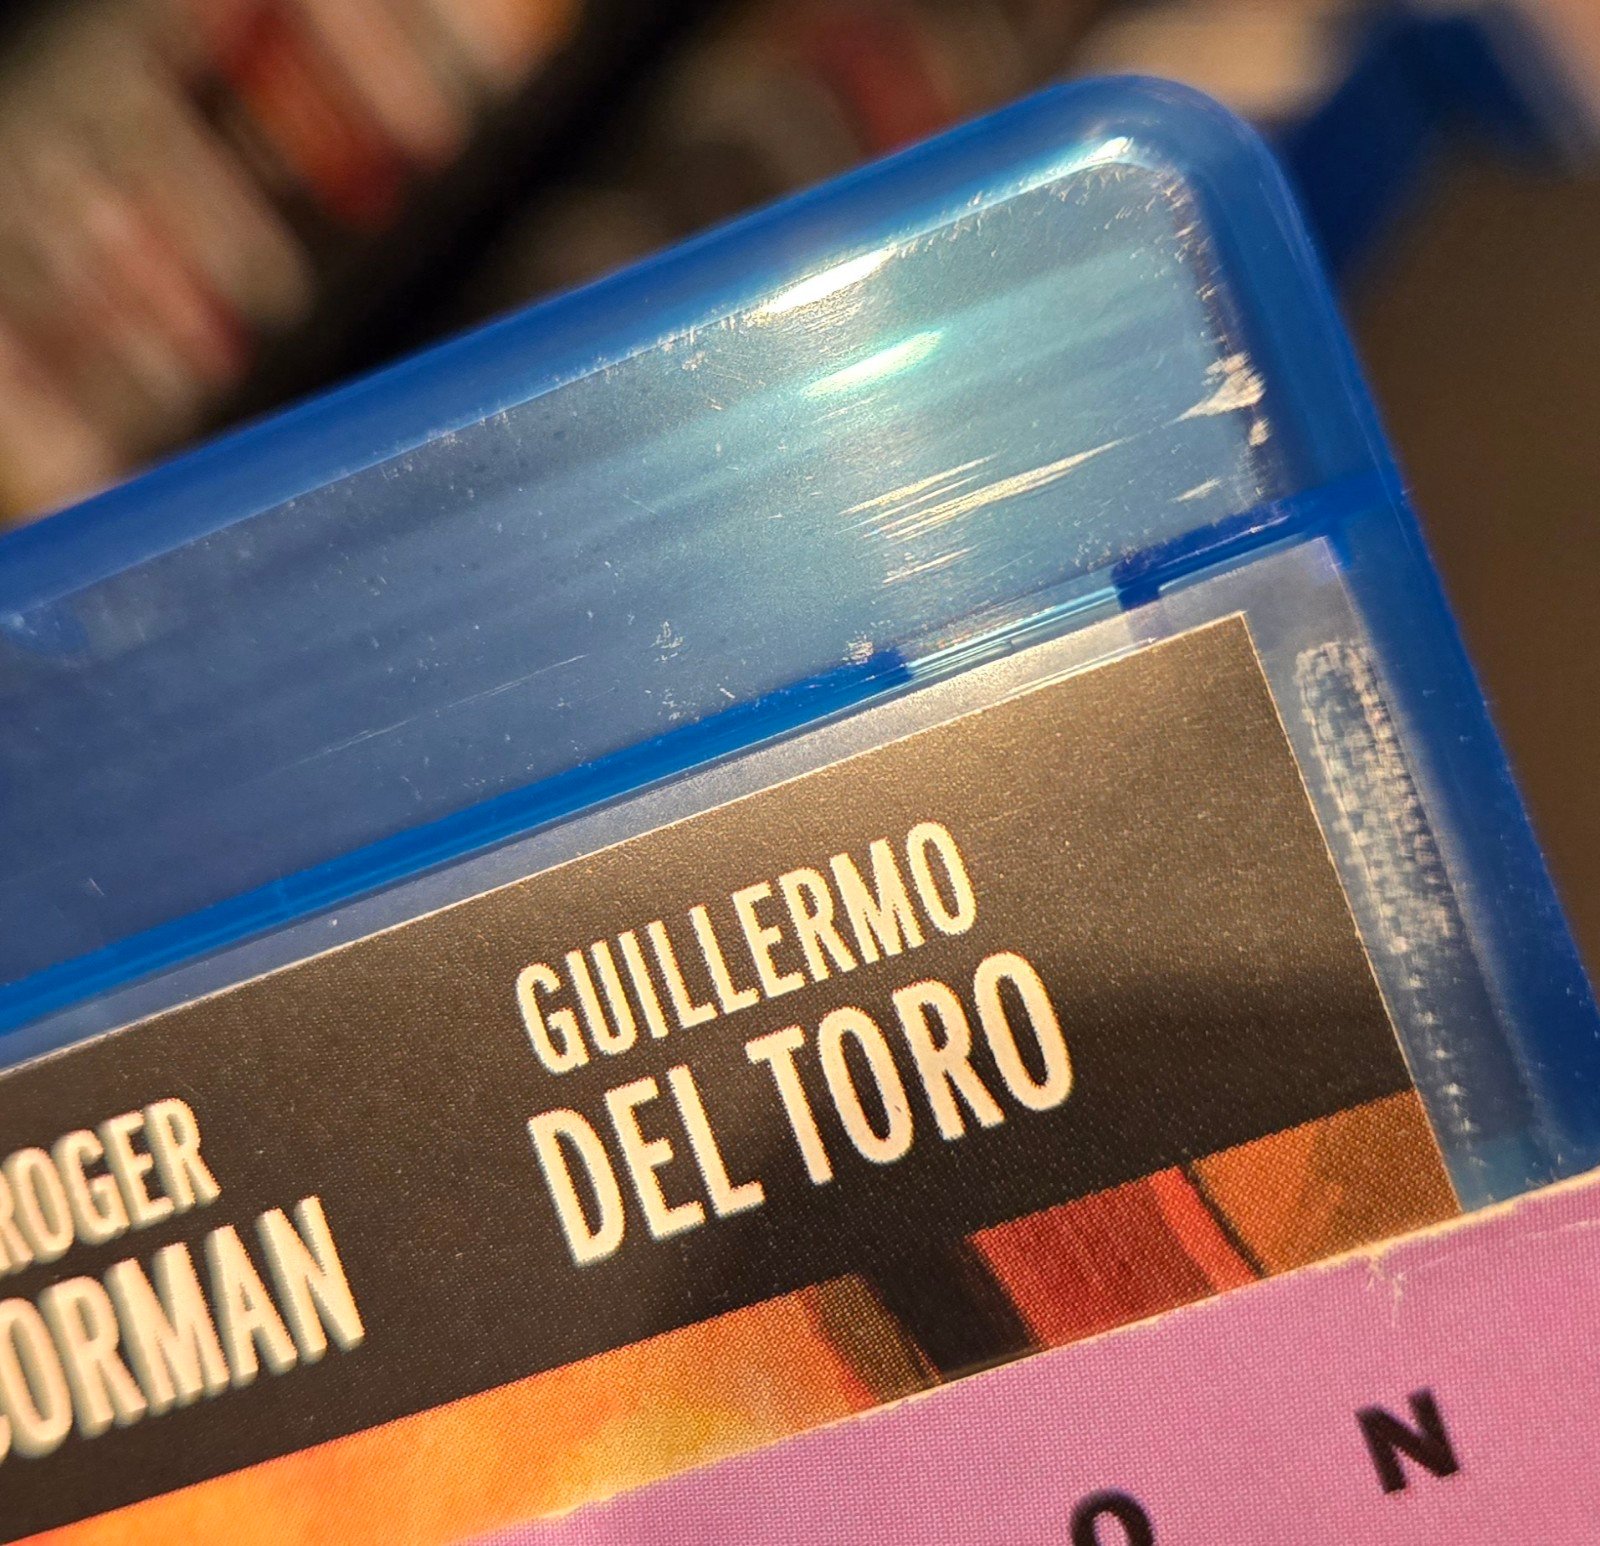 GUILLERMO
DEL TORO
ROGER
CORMAN
O N